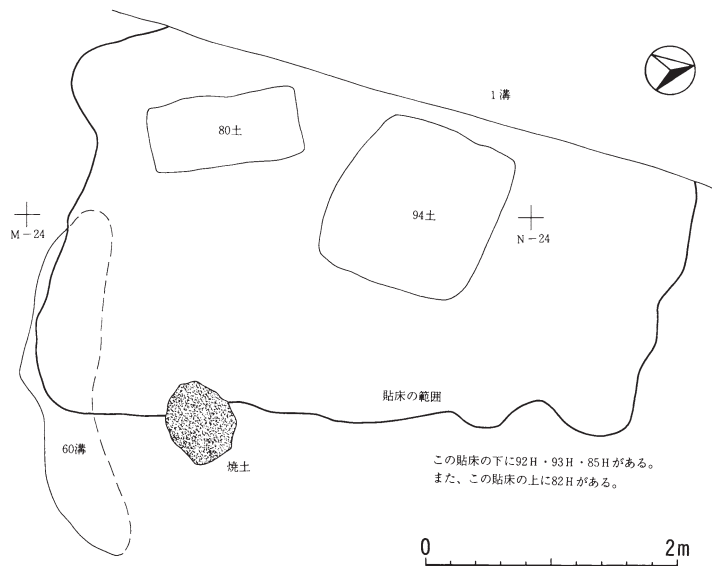 1溝
80土
94土
M－24
N－24
貼床の範囲
60溝
焼土
この貼床の下に92H・93H・85Hがある。
また、この貼床の上に82Hがある。
0
2m